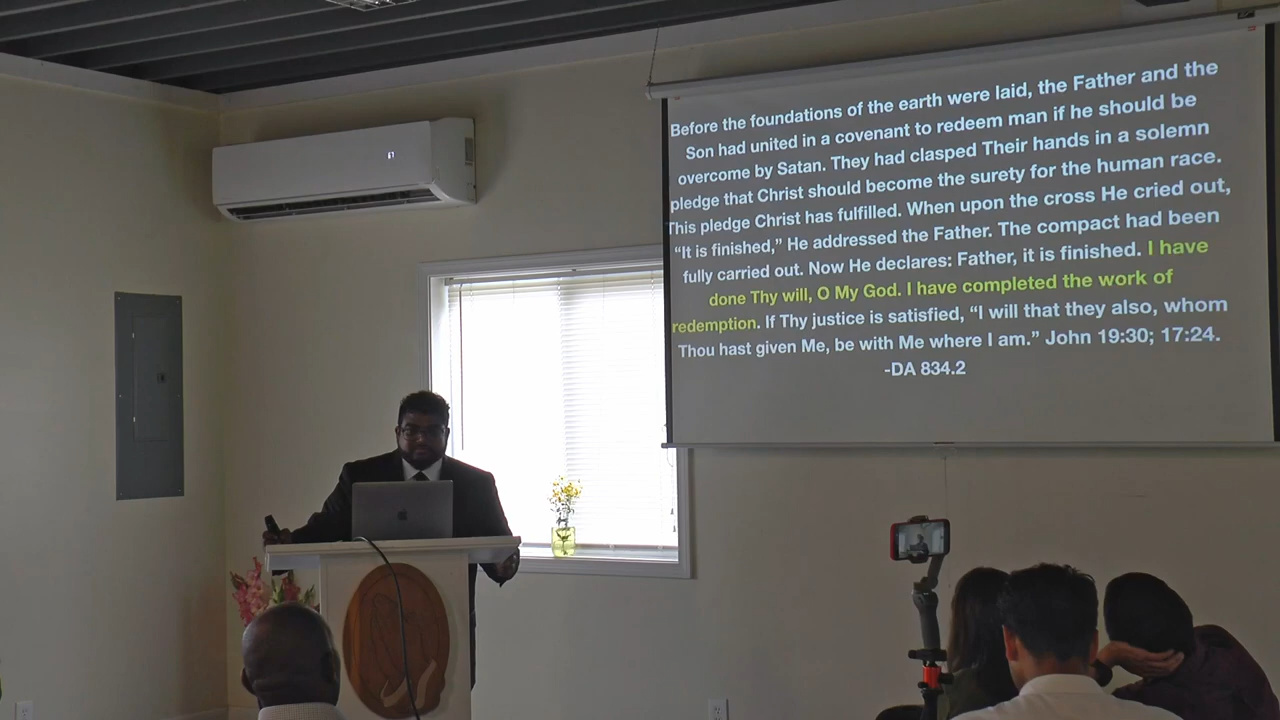 Before the foundations of the earth were laid, the Father and the
Son had united in a covenant to redeem man if he should be
overcome by Satan. They had clasped Their hands in a solemn
pledge that Christ should become the surety for the human race.
This pledge Christ has fulfilled. When upon the cross He cried out,
“It is finished,” He addressed the Father. The compact had been
fully carried out. Now He declares: Father, it is finished. I have
done Thy will, O My God. I have completed the work of
redemption. If Thy justice is satisfied, “I will that they also, whom
Thou hast given Me, be with Me where I am.” John 19:30; 17:24.
-DA 834.2